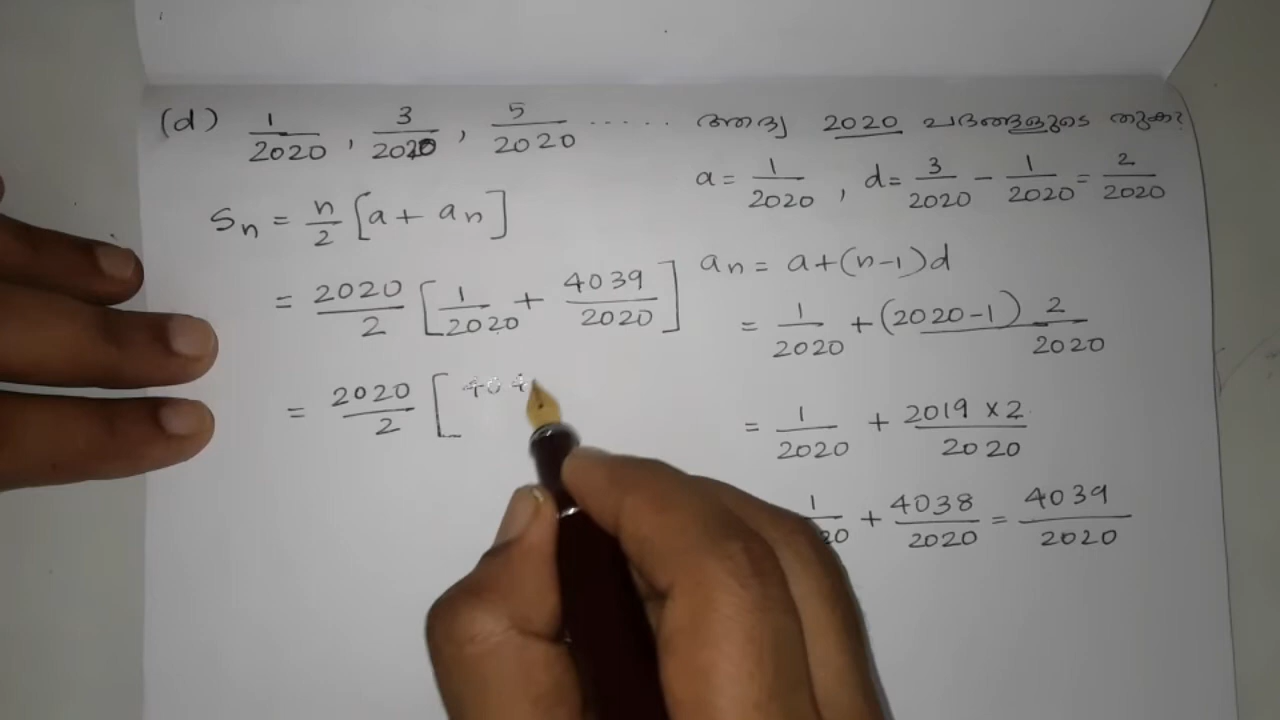 (d) 1/2020, 3/2020, 5/2020 ...... ആദ്യ 2020 പദങ്ങളുടെ തുക?
a = 1/2020, d = 3/2020 - 1/2020 = 2/2020
Sn = n/2 [a + an]
an = a + (n-1)d
= 2020/2 [1/2020 + 4039/2020]
= 1/2020 + (2020-1) 2/2020
= 2020/2 [404
= 1/2020 + 2019 × 2/2020
+ 4038/2020 = 4039/2020